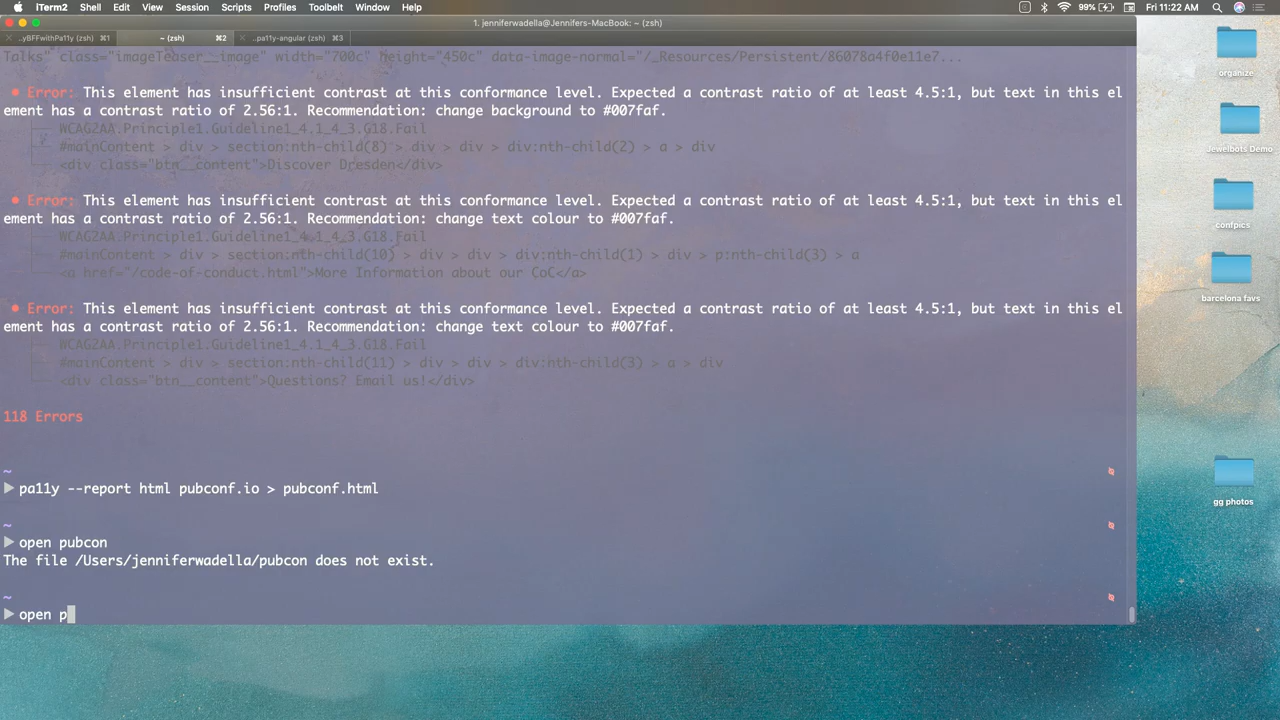 iTerm2 Shell Edit View Session Scripts Profiles Toolbelt Window Help 99% Fri 11:22 AM
1. jenniferwadella@Jennifers-MacBook: ~ (zsh)
..yBFFwithPa11y (zsh) ⌘1 ~ (zsh) ⌘2 ..pa11y-angular (zsh) ⌘3
Talks" class="imageTeaser__image" width="700c" height="450c" data-image-normal="/_Resources/Persistent/86078a4f0e11e7...
• Error: This element has insufficient contrast at this conformance level. Expected a contrast ratio of at least 4.5:1, but text in this el
ement has a contrast ratio of 2.56:1. Recommendation: change background to #007faf.
├── WCAG2AA.Principle1.Guideline1_4.1_4_3.G18.Fail
├── #mainContent > div > section:nth-child(8) > div > div > div:nth-child(2) > a > div
└── <div class="btn__content">Discover Dresden</div>
• Error: This element has insufficient contrast at this conformance level. Expected a contrast ratio of at least 4.5:1, but text in this el
ement has a contrast ratio of 2.56:1. Recommendation: change text colour to #007faf.
├── WCAG2AA.Principle1.Guideline1_4.1_4_3.G18.Fail
├── #mainContent > div > section:nth-child(10) > div > div > div:nth-child(1) > div > p:nth-child(3) > a
└── <a href="/code-of-conduct.html">More Information about our CoC</a>
• Error: This element has insufficient contrast at this conformance level. Expected a contrast ratio of at least 4.5:1, but text in this el
ement has a contrast ratio of 2.56:1. Recommendation: change text colour to #007faf.
├── WCAG2AA.Principle1.Guideline1_4.1_4_3.G18.Fail
├── #mainContent > div > section:nth-child(11) > div > div > div:nth-child(3) > a > div
└── <div class="btn__content">Questions? Email us!</div>
118 Errors
~
▶ pa11y --report html pubconf.io > pubconf.html
~
▶ open pubcon
The file /Users/jenniferwadella/pubcon does not exist.
~
▶ open p
organize
Jewelbots Demo
confpics
barcelona favs
gg photos